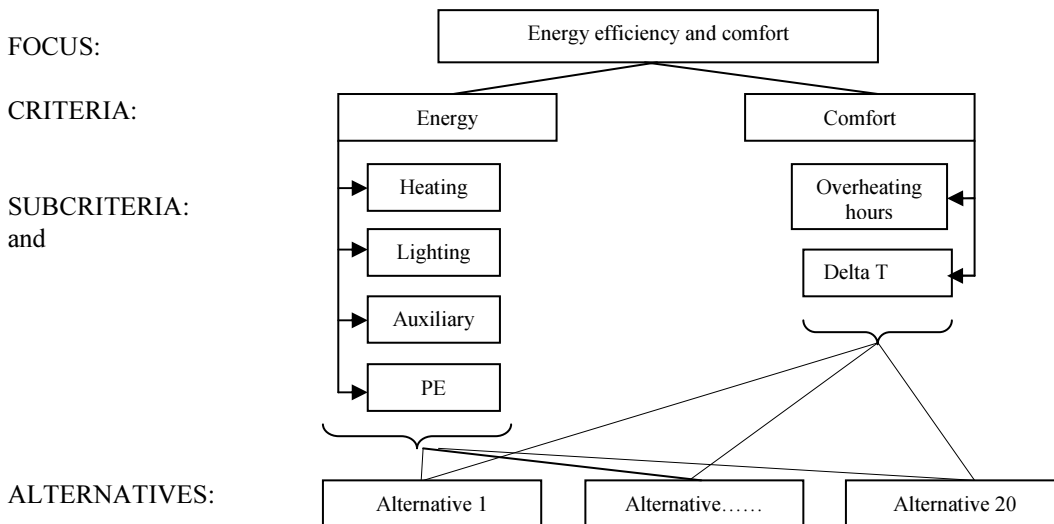 FOCUS:
Energy efficiency and comfort
CRITERIA:
Energy
Comfort
SUBCRITERIA:
and
Heating
Lighting
Auxiliary
PE
Overheating
hours
Delta T
ALTERNATIVES:
Alternative 1
Alternative……
Alternative 20